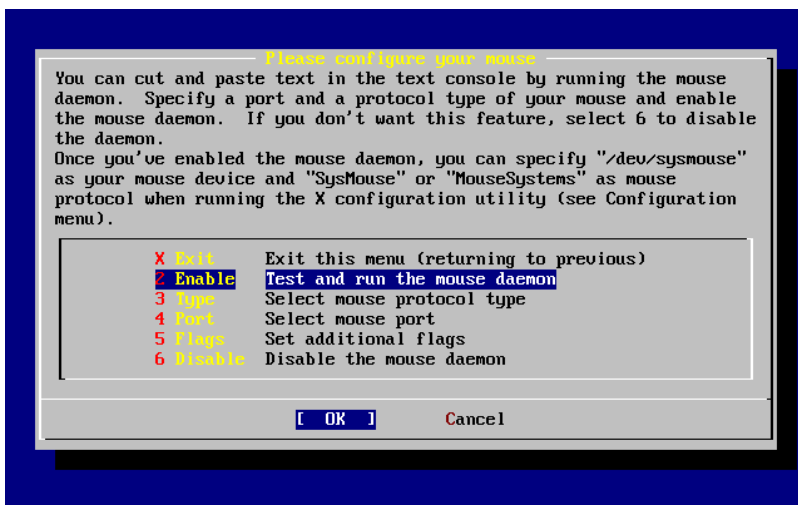 Please configure your mouse
You can cut and paste text in the text console by running the mouse
daemon.  Specify a port and a protocol type of your mouse and enable
the mouse daemon.  If you don't want this feature, select 6 to disable
the daemon.
Once you've enabled the mouse daemon, you can specify "/dev/sysmouse"
as your mouse device and "SysMouse" or "MouseSystems" as mouse
protocol when running the X configuration utility (see Configuration
menu).
X Exit Exit this menu (returning to previous)
2 Enable Test and run the mouse daemon
3 Type Select mouse protocol type
4 Port Select mouse port
5 Flags Set additional flags
6 Disable Disable the mouse daemon
[ OK ] Cancel